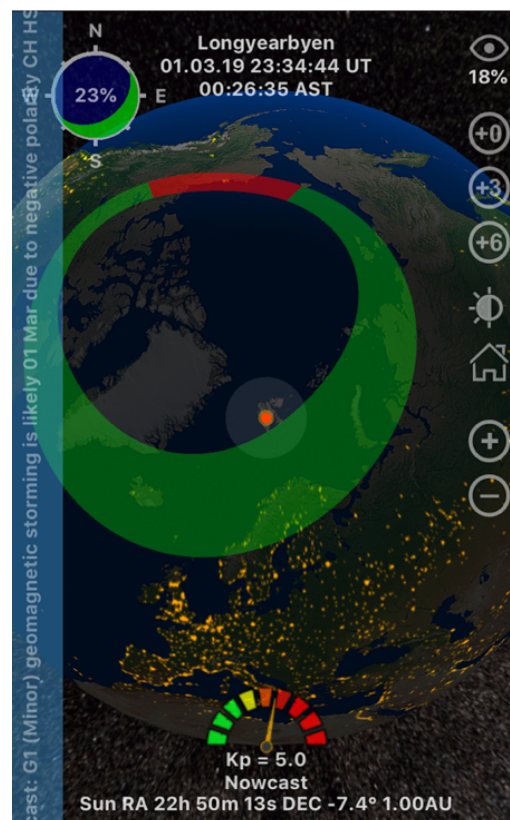 Longyearbyen
01.03.19 23:34:44 UT
00:26:35 AST
N
W
23%
E
S
18%
+0
+3
+6
cast: G1 (Minor) geomagnetic storming is likely 01 Mar due to negative polarity CH HS
Kp = 5.0
Nowcast
Sun RA 22h 50m 13s DEC -7.4° 1.00AU